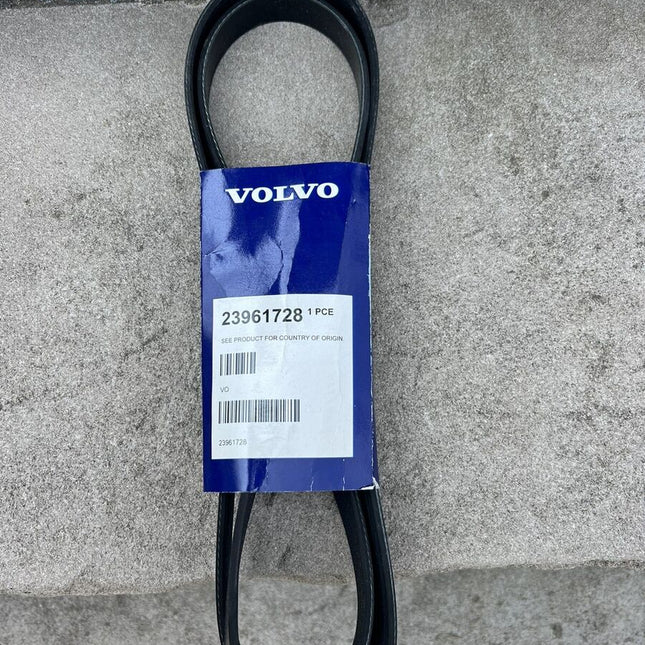 VOLVO
23961728 1 PCE
SEE PRODUCT FOR COUNTRY OF ORIGIN
VO
23961728